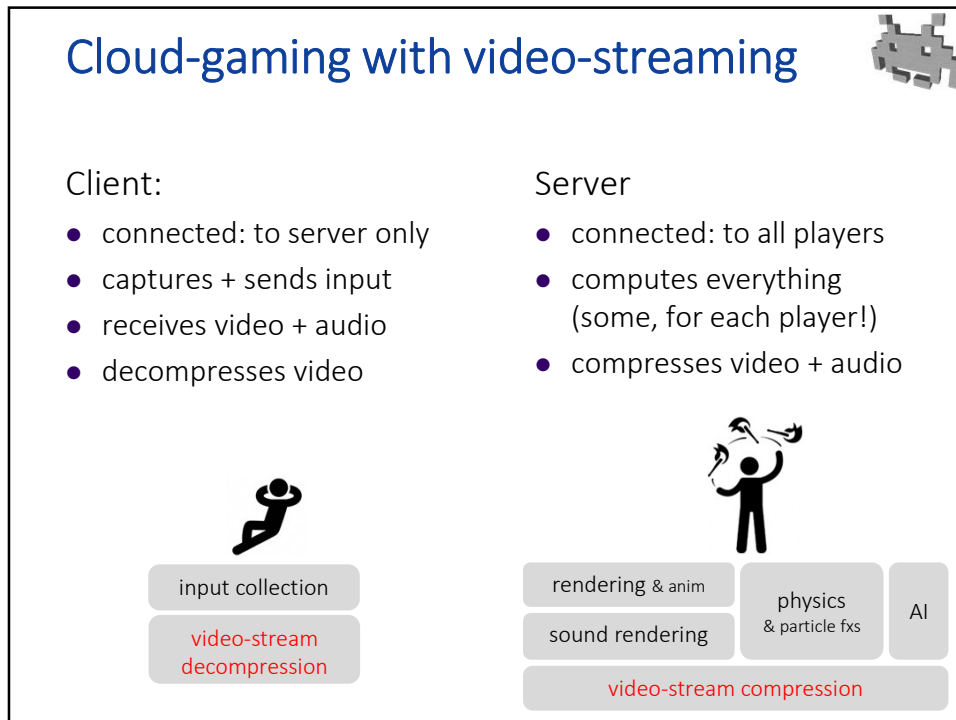 Cloud-gaming with video-streaming
Client:
● connected: to server only
● captures + sends input
● receives video + audio
● decompresses video
Server
● connected: to all players
● computes everything
(some, for each player!)
● compresses video + audio
input collection
video-stream
decompression
rendering & anim
sound rendering
physics
& particle fxs
AI
video-stream compression